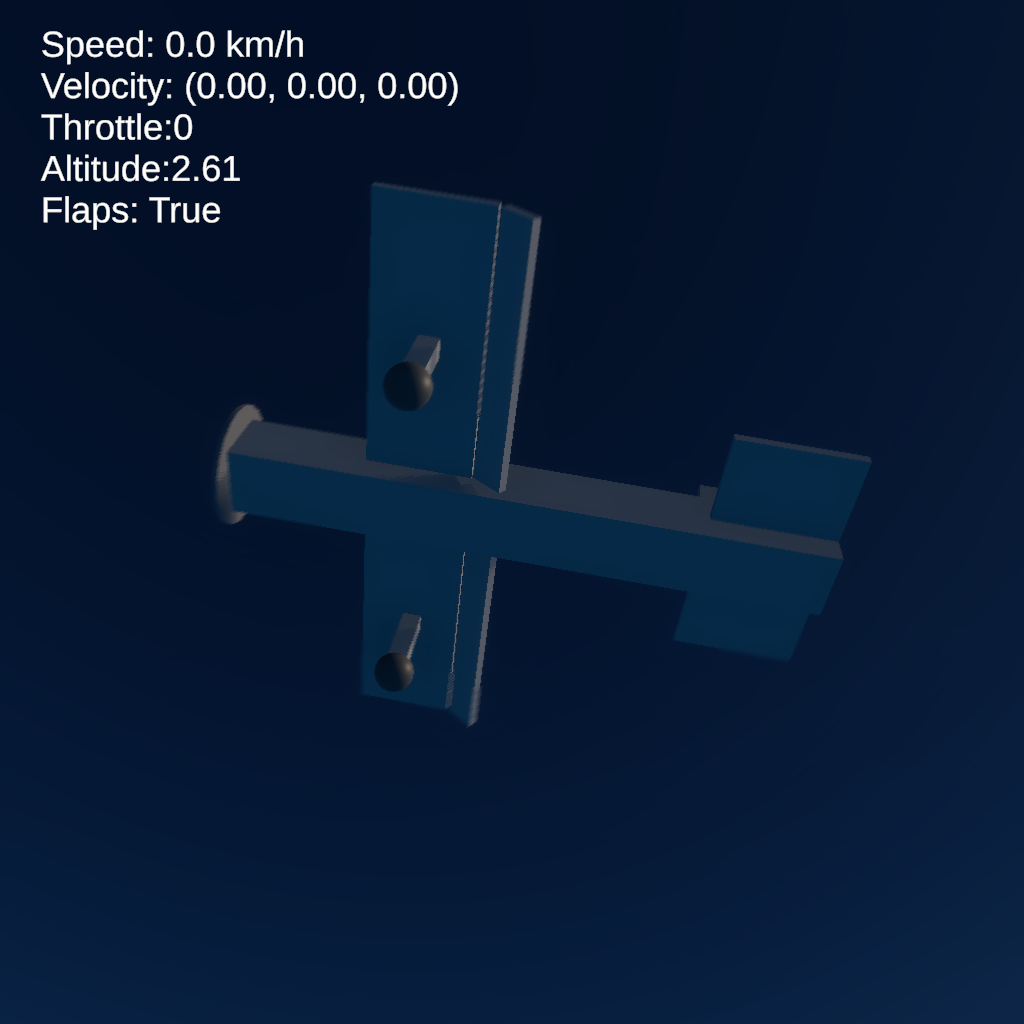 Speed: 0.0 km/h
Velocity: (0.00, 0.00, 0.00)
Throttle:0
Altitude:2.61
Flaps: True